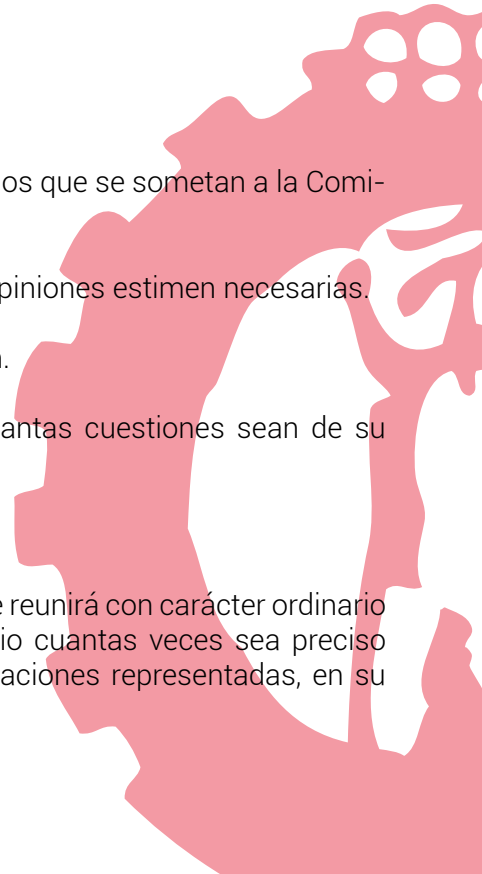 os que se sometan a la Comi-
piniones estimen necesarias.
.
antas cuestiones sean de su
reunirá con carácter ordinario
io cuantas veces sea preciso
aciones representadas, en su